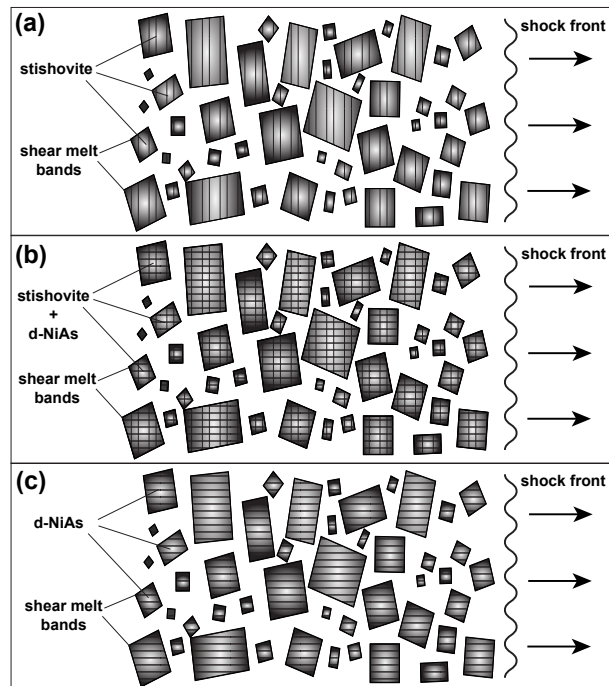 (a)
shock front
stishovite
shear melt
bands
(b)
shock front
stishovite
+
d-NiAs
shear melt
bands
(c)
shock front
d-NiAs
shear melt
bands